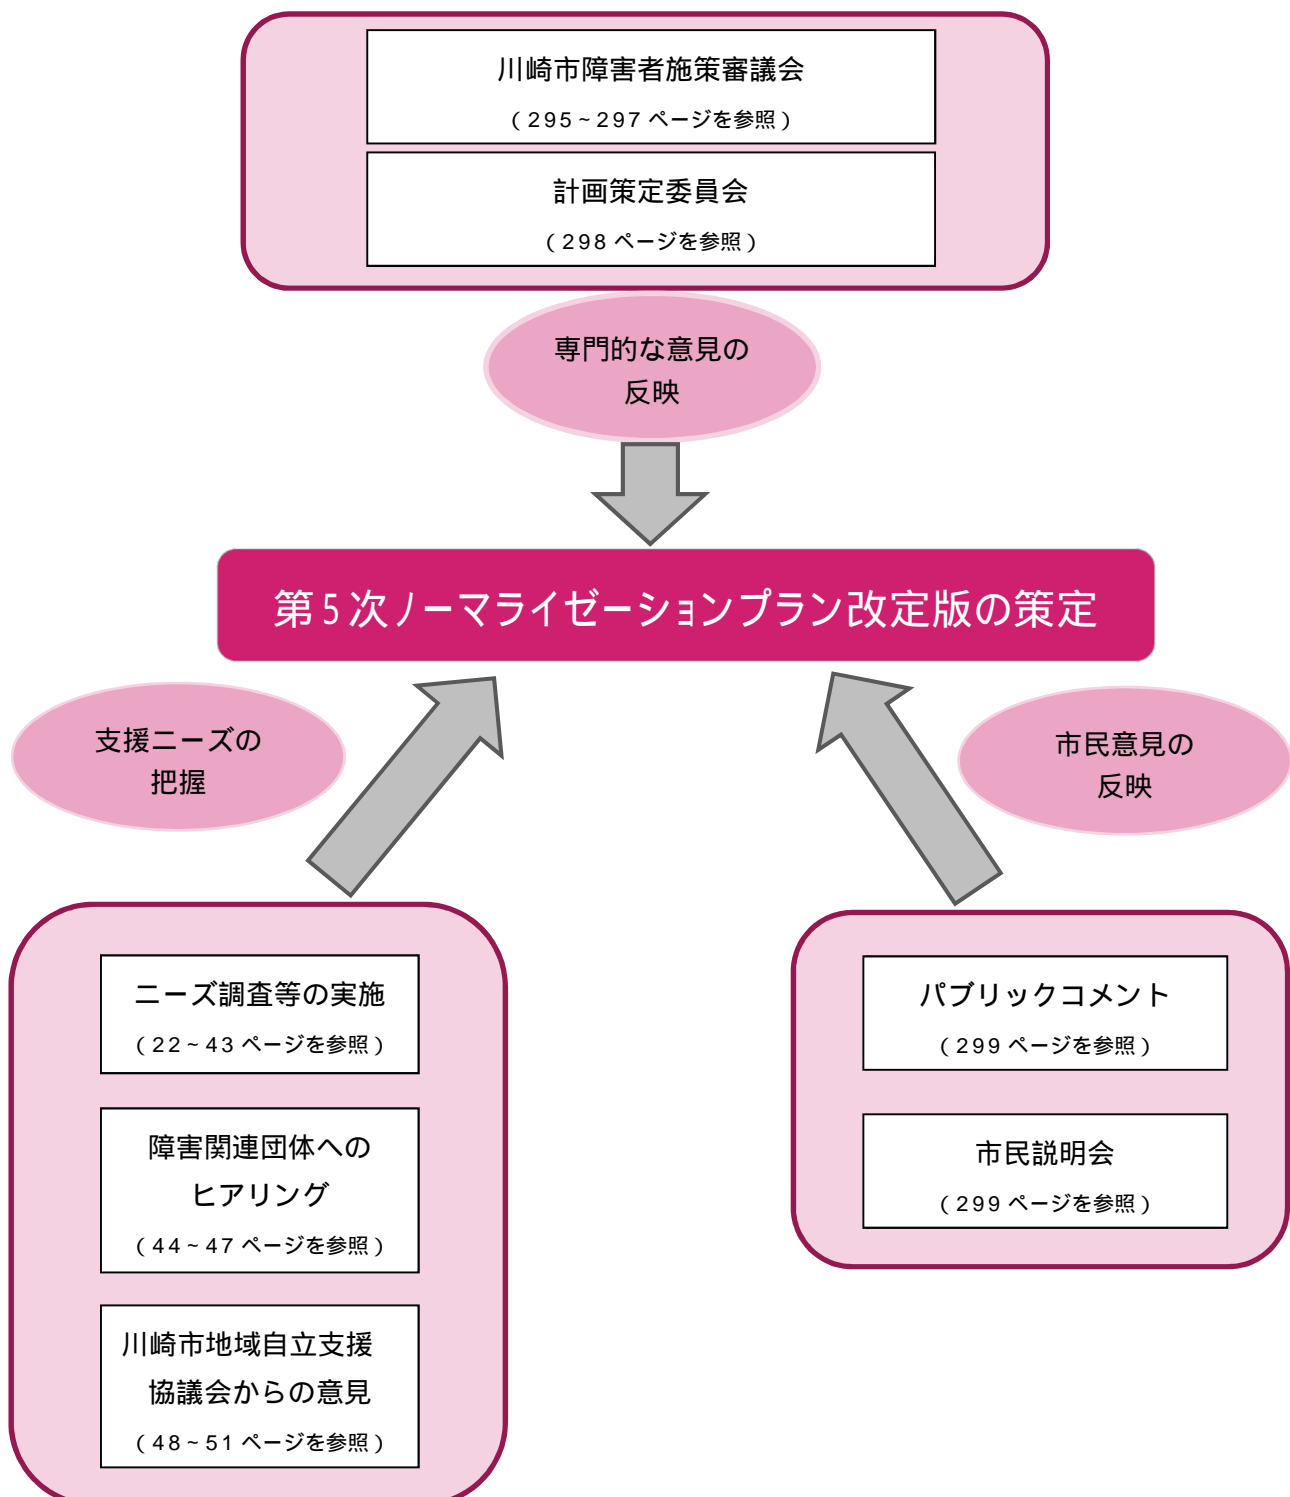 川崎市障害者施策審議会
（295~297 ページを参照）
計画策定委員会
（298 ページを参照）
専門的な意見の
反映
第5次ノーマライゼーションプラン改定版の策定
支援ニーズの
把握
市民意見の
反映
ニーズ調査等の実施
（22~43 ページを参照）
障害関連団体への
ヒアリング
（44~47 ページを参照）
川崎市地域自立支援
協議会からの意見
（48~51 ページを参照）
パブリックコメント
（299 ページを参照）
市民説明会
（299 ページを参照）